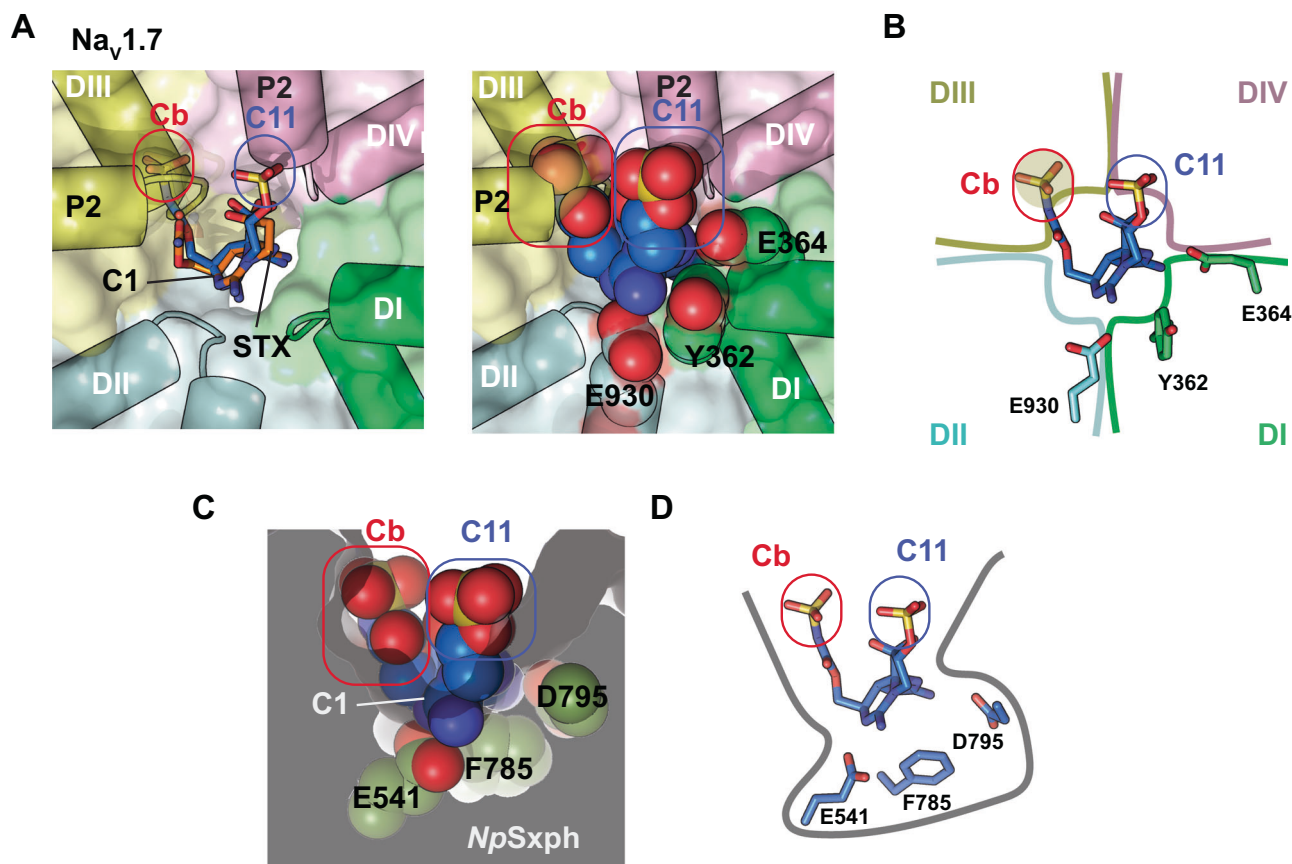 A
Na_V1.7
DIII
P2
Cb
C11
DIV
P2
C1
STX
DI
DII
DIII
P2
Cb
C11
DIV
P2
E364
Y362
DII
E930
DI
B
DIII
DIV
Cb
C11
E364
Y362
E930
DII
DI
C
Cb
C11
C1
D795
F785
E541
NpSxph
D
Cb
C11
D795
F785
E541